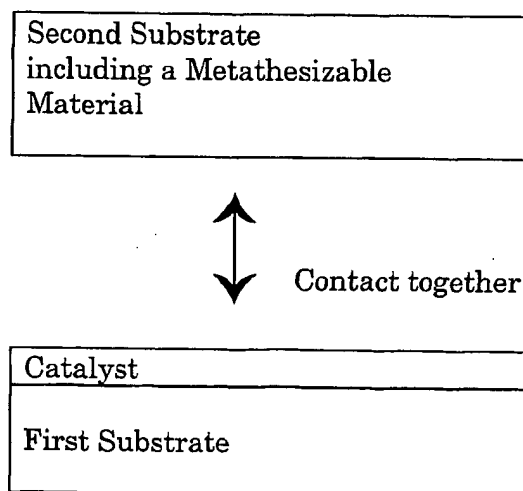 Second Substrate
including a Metathesizable
Material
Contact together
Catalyst
First Substrate